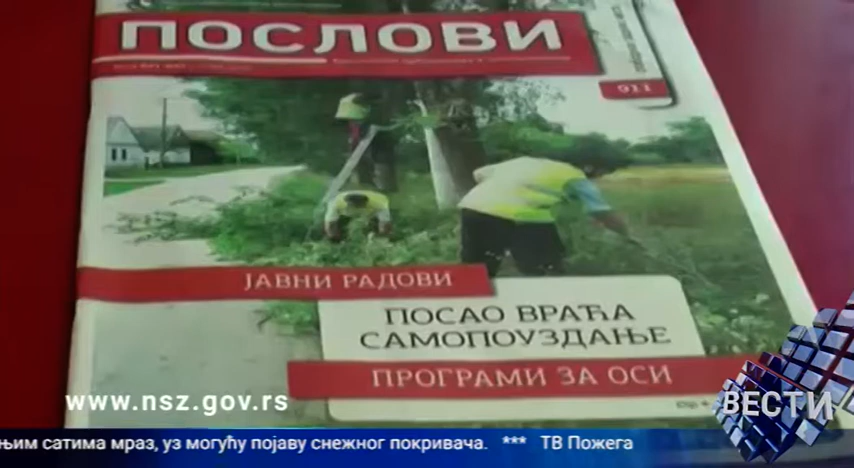 ПОСЛОВИ
911
ЈАВНИ РАДОВИ
ПОСАО ВРАЋА
САМОПОУЗДАЊЕ
ПРОГРАМИ ЗА ОСИ
www.nsz.gov.rs
ВЕСТИ
њим сатима мраз, уз могућу појаву снежног покривача. *** ТВ Пожега